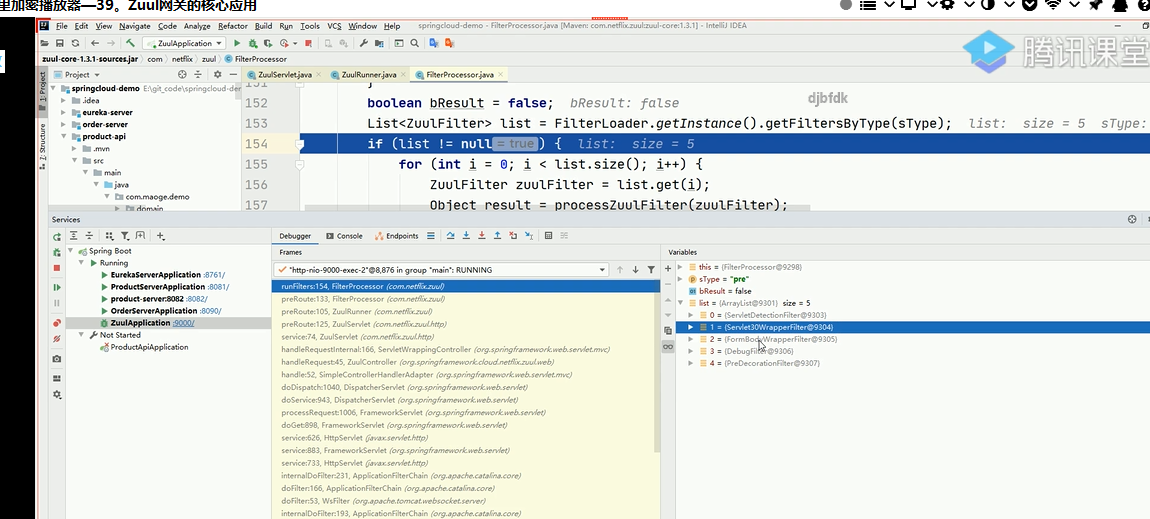 里加密播放器—39。Zuul网关的核心应用
File Edit View Navigate Code Analyze Refactor Build Run Tools VCS Window Help springcloud-demo - FilterProcessor.java [Maven: com.netflix.zuul:zuul-core:1.3.1] - IntelliJ IDEA
ZuulApplication
腾讯课堂
zuul-core-1.3.1-sources.jar com netflix zuul FilterProcessor
Project ZuulServlet.java ZuulRunner.java FilterProcessor.java
1: Project
7: Structure
springcloud-demo E:\git_code\springcloud-der
.idea
eureka-server
order-server
product-api
.mvn
src
main
java
com.maoge.demo
domain
151 }
152 boolean bResult = false; bResult: false
djbfdk
153 List<ZuulFilter> list = FilterLoader.getInstance().getFiltersByType(sType); list: size = 5 sType:
154 if (list != null = true ) { list: size = 5
155 for (int i = 0; i < list.size(); i++) {
156 ZuulFilter zuulFilter = list.get(i);
157 Object result = processZuulFilter(zuulFilter);
Services
Debugger Console Endpoints
Spring Boot
Running
EurekaServerApplication :8761/
ProductServerApplication :8081/
product-server:8082 :8082/
OrderServerApplication :8090/
ZuulApplication :9000/
Not Started
ProductApiApplication
Frames
"http-nio-9000-exec-2"@8,876 in group "main": RUNNING
runFilters:154, FilterProcessor (com.netflix.zuul)
preRoute:133, FilterProcessor (com.netflix.zuul)
preRoute:105, ZuulRunner (com.netflix.zuul)
preRoute:125, ZuulServlet (com.netflix.zuul.http)
service:74, ZuulServlet (com.netflix.zuul.http)
handleRequestInternal:166, ServletWrappingController (org.springframework.web.servlet.mvc)
handleRequest:45, ZuulController (org.springframework.cloud.netflix.zuul.web)
handle:52, SimpleControllerHandlerAdapter (org.springframework.web.servlet.mvc)
doDispatch:1040, DispatcherServlet (org.springframework.web.servlet)
doService:943, DispatcherServlet (org.springframework.web.servlet)
processRequest:1006, FrameworkServlet (org.springframework.web.servlet)
doGet:898, FrameworkServlet (org.springframework.web.servlet)
service:626, HttpServlet (javax.servlet.http)
service:883, FrameworkServlet (org.springframework.web.servlet)
service:733, HttpServlet (javax.servlet.http)
internalDoFilter:231, ApplicationFilterChain (org.apache.catalina.core)
doFilter:166, ApplicationFilterChain (org.apache.catalina.core)
doFilter:53, WsFilter (org.apache.tomcat.websocket.server)
internalDoFilter:193, ApplicationFilterChain (org.apache.catalina.core)
Variables
this = {FilterProcessor@9298}
sType = "pre"
bResult = false
list = {ArrayList@9301} size = 5
0 = {ServletDetectionFilter@9303}
1 = {Servlet30WrapperFilter@9304}
2 = {FormBodyWrapperFilter@9305}
3 = {DebugFilter@9306}
4 = {PreDecorationFilter@9307}